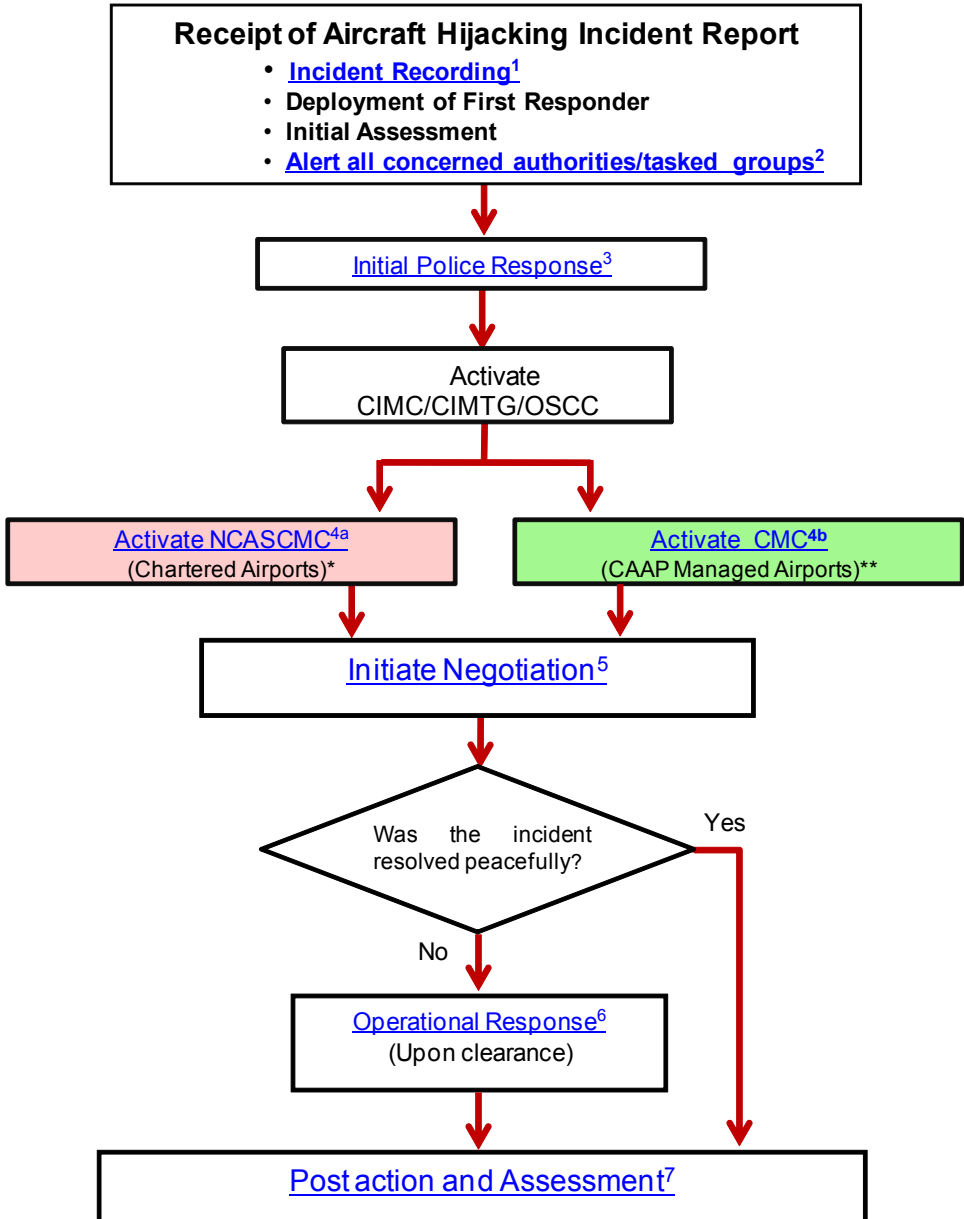 Receipt of Aircraft Hijacking Incident Report
• Incident Recording¹
• Deployment of First Responder
• Initial Assessment
• Alert all concerned authorities/tasked groups²
Initial Police Response³
Activate
CIMC/CIMTG/OSCC
Activate NCASCMC⁴ᵃ
(Chartered Airports)*
Activate CMC⁴ᵇ
(CAAP Managed Airports)**
Initiate Negotiation⁵
Was the incident
resolved peacefully?
Yes
No
Operational Response⁶
(Upon clearance)
Post action and Assessment⁷